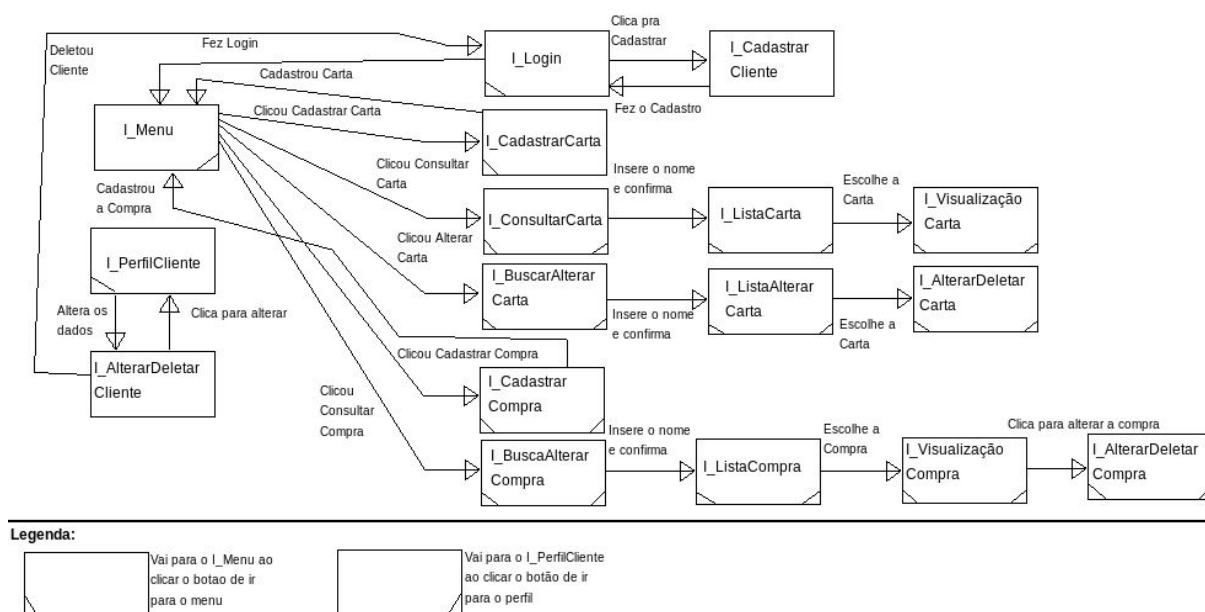 Clica pra
Cadastrar
Deletou
Cliente
Fez Login
I_Login
I_Cadastrar
Cliente
Cadastrou Carta
Fez o Cadastro
Clicou Cadastrar Carta
I_Menu
I_CadastrarCarta
Clicou Consultar
Carta
Insere o nome
e confirma
Escolhe a
Carta
Cadastrou
a Compra
I_ConsultarCarta
I_ListaCarta
I_Visualização
Carta
Clicou Alterar
Carta
I_PerfilCliente
I_BuscarAlterar
Carta
I_ListaAlterar
Carta
I_AlterarDeletar
Carta
Altera os
dados
Clica para alterar
Insere o nome
e confirma
Escolhe a
Carta
Clicou Cadastrar Compra
I_AlterarDeletar
Cliente
I_Cadastrar
Compra
Clicou
Consultar
Compra
Insere o nome
e confirma
Escolhe a
Compra
Clica para alterar a compra
I_BuscaAlterar
Compra
I_ListaCompra
I_Visualização
Compra
I_AlterarDeletar
Compra
Legenda:
Vai para o I_Menu ao
clicar o botao de ir
para o menu
Vai para o I_PerfilCliente
ao clicar o botão de ir
para o perfil